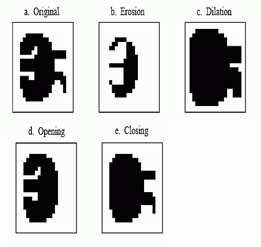 a. Original
b. Erosion
c. Dilation
d. Opening
e. Closing